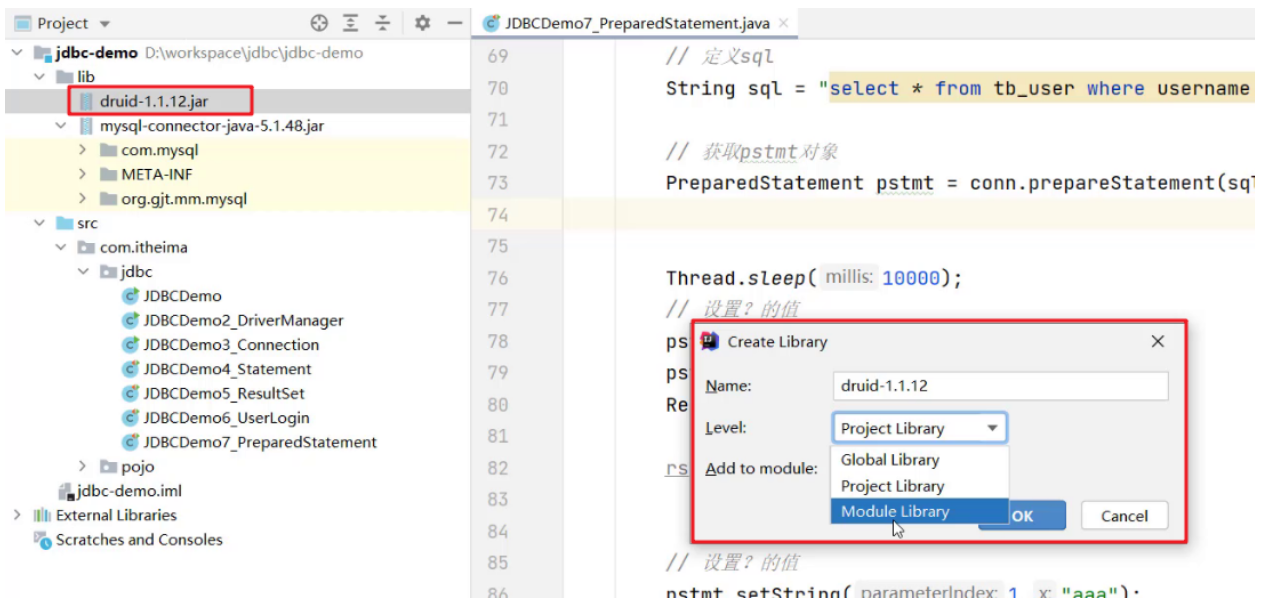 Project
jdbc-demo D:\workspace\jdbc\jdbc-demo
lib
druid-1.1.12.jar
mysql-connector-java-5.1.48.jar
com.mysql
META-INF
org.gjt.mm.mysql
src
com.itheima
jdbc
JDBCDemo
JDBCDemo2_DriverManager
JDBCDemo3_Connection
JDBCDemo4_Statement
JDBCDemo5_ResultSet
JDBCDemo6_UserLogin
JDBCDemo7_PreparedStatement
pojo
jdbc-demo.iml
External Libraries
Scratches and Consoles
JDBCDemo7_PreparedStatement.java
69 // 定义sql
70 String sql = "select * from tb_user where username
71
72 // 获取pstmt对象
73 PreparedStatement pstmt = conn.prepareStatement(sql
74
75
76 Thread.sleep( millis: 10000);
77 // 设置？的值
78 ps
79 ps
80 Re
81
82 rs
83
84
85 // 设置？的值
86 pstmt.setString( parameterIndex: 1, x: "aaa");
Create Library
Name: druid-1.1.12
Level: Project Library
Add to module:
Global Library
Project Library
Module Library
OK
Cancel